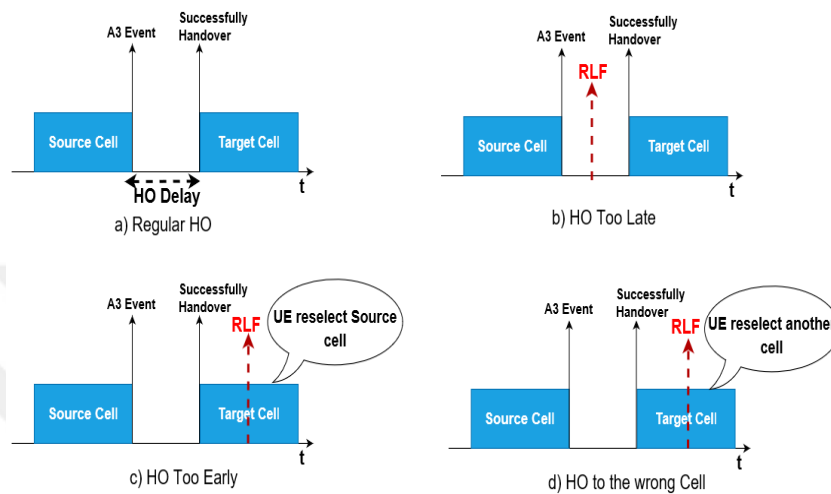 A3 Event
Successfully
Handover
Source Cell
Target Cell
HO Delay
t
a) Regular HO
A3 Event
Successfully
Handover
RLF
Source Cell
Target Cell
t
b) HO Too Late
A3 Event
Successfully
Handover
RLF
UE reselect Source
cell
Source Cell
Target Cell
t
c) HO Too Early
A3 Event
Successfully
Handover
RLF
UE reselect anothe
cell
Source Cell
Target Cell
t
d) HO to the wrong Cell